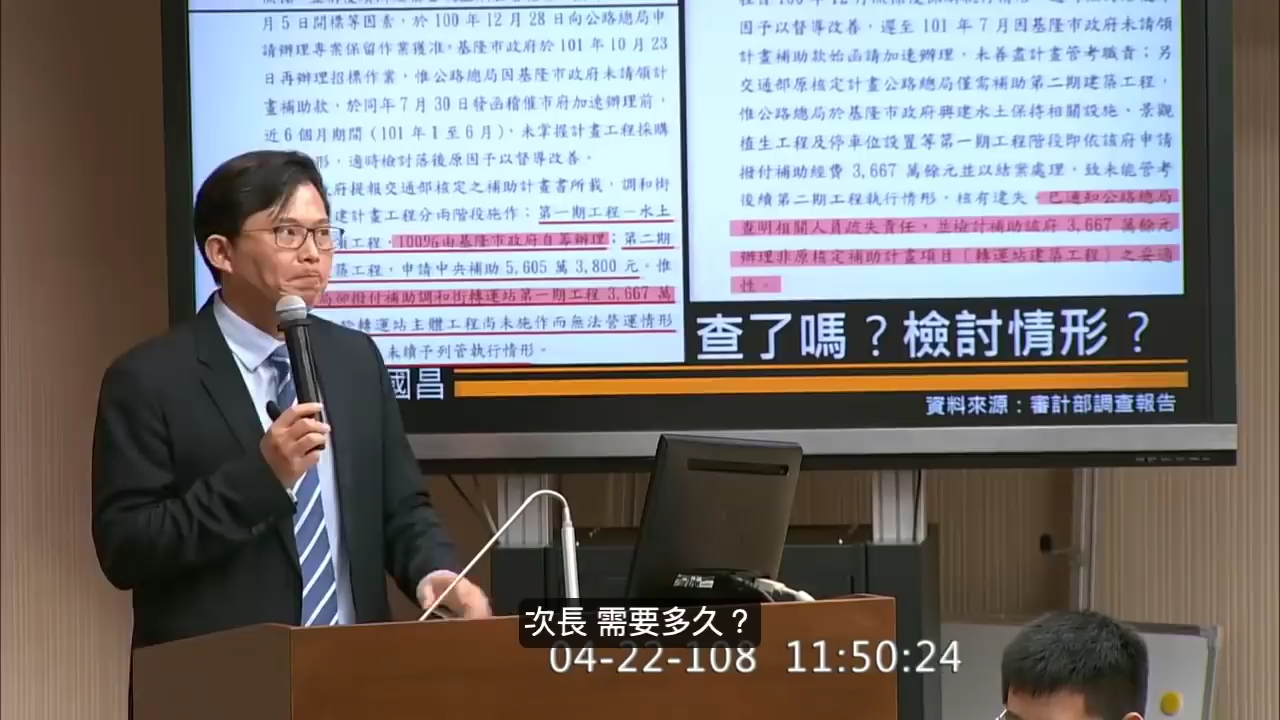 月5日開標等因素，於100年12月28日向公路總局申
請辦理專案保留作業獲准。基隆市政府於101年10月23
日再辦理招標作業，惟公路總局因基隆市政府未請領計
畫補助款，於同年7月30日發函稽催市府加速辦理前，
近6個月期間（101年1至6月），未掌握計畫工程採購
形，適時檢討落後原因予以督導改善。
府提報交通部核定之補助計畫書所載，調和街
建計畫工程分兩階段施作：第一期工程－水土
項工程，100%由基隆市政府自籌辦理；第二期
築工程，申請中央補助5,605萬3,800元。惟
局卻撥付補助調和街轉運站第一期工程3,667萬
轉運站主體工程尚未施作而無法營運情形
未續予列管執行情形。
因子以督導改善，遲至101年7月因基隆市政府未請領
計畫補助款始函請加速辦理，未善盡計畫管考職責；另
交通部原核定計畫公路總局僅需補助第二期建築工程，
惟公路總局於基隆市政府興建水土保持相關設施、景觀
植生工程及停車位設置等第一期工程階段即依該府申請
撥付補助經費3,667萬餘元並以結案處理，致未能管考
後續第二期工程執行情形，核有違失，已通知公路總局
查明相關人員疏失責任，並檢討補助該府3,667萬餘元
辦理非原核定補助計畫項目（轉運站建築工程）之妥適
性。
查了嗎？檢討情形？
國昌
資料來源：審計部調查報告
次長 需要多久？
04-22-108 11:50:24